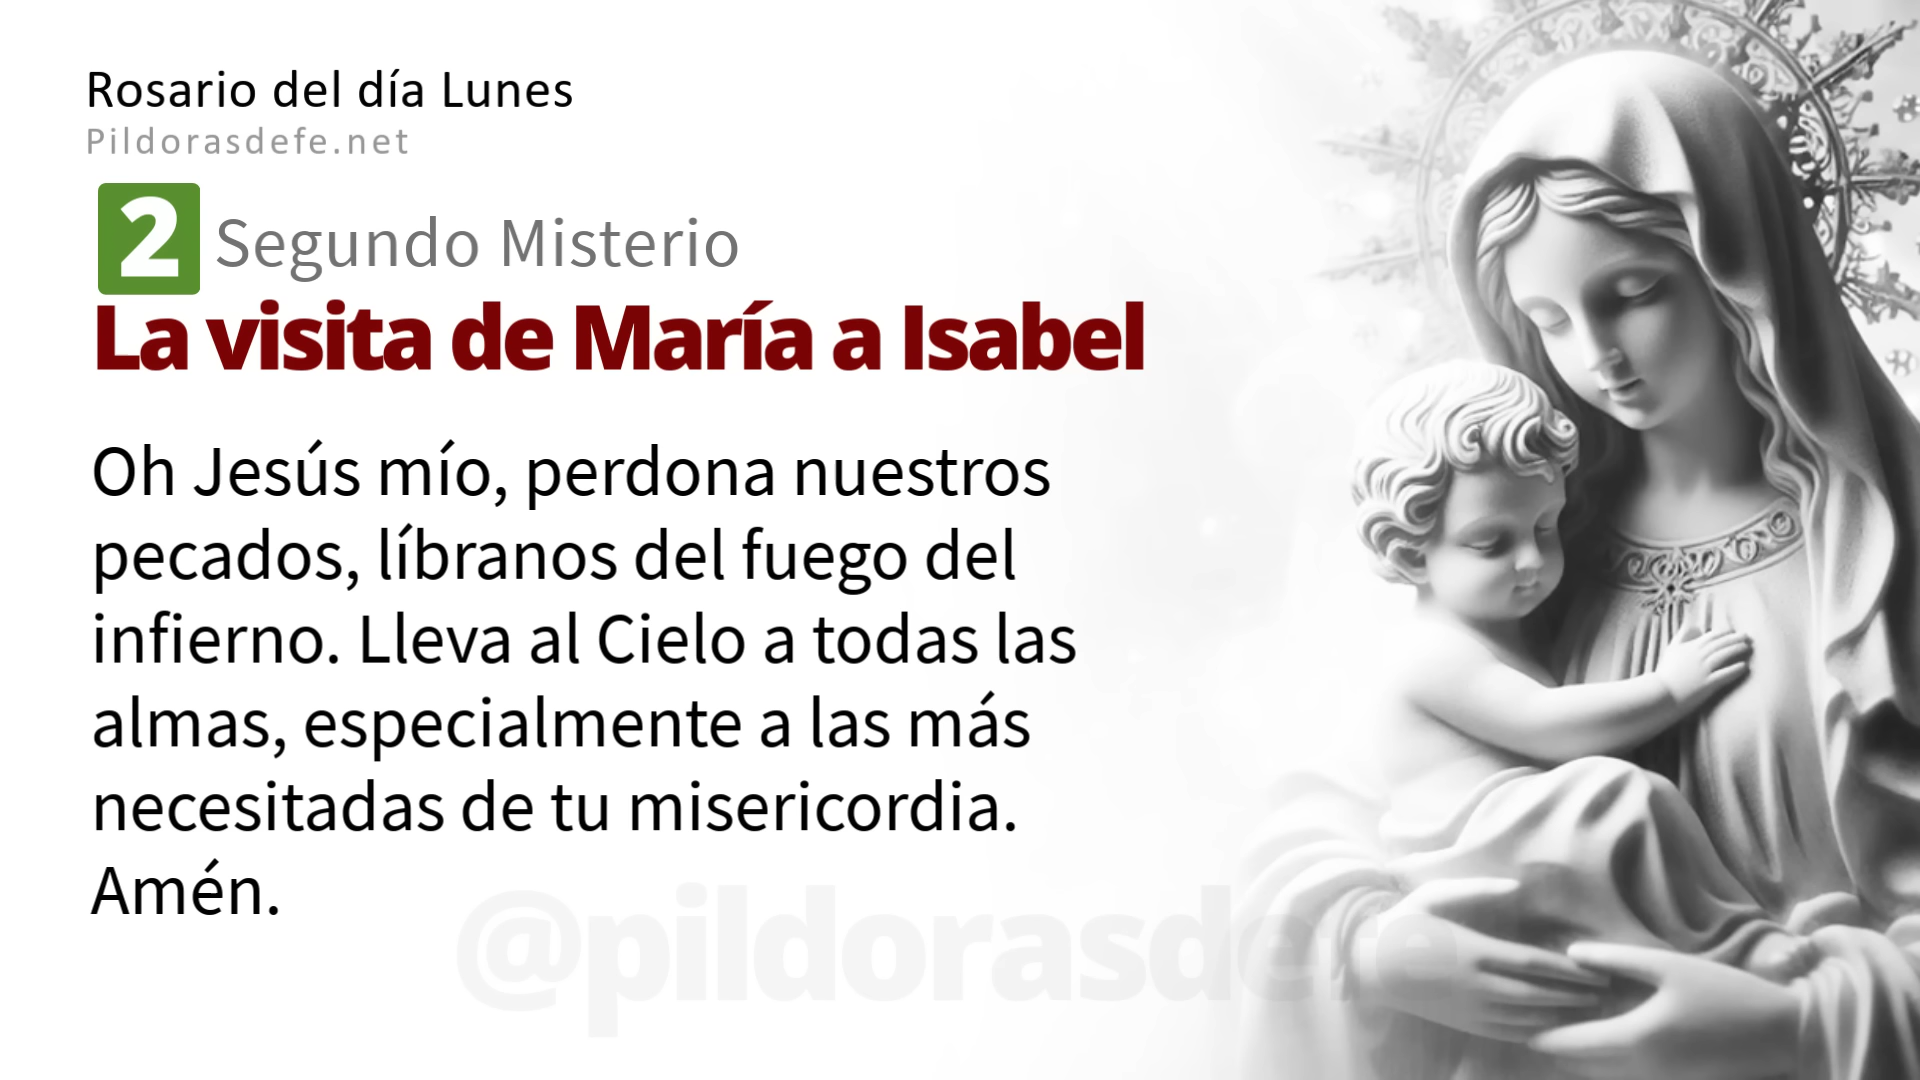 Rosario del día Lunes
Pildorasdefe.net
2 Segundo Misterio
La visita de María a Isabel
Oh Jesús mío, perdona nuestros
pecados, líbranos del fuego del
infierno. Lleva al Cielo a todas las
almas, especialmente a las más
necesitadas de tu misericordia.
Amén.
@pildorasdefe